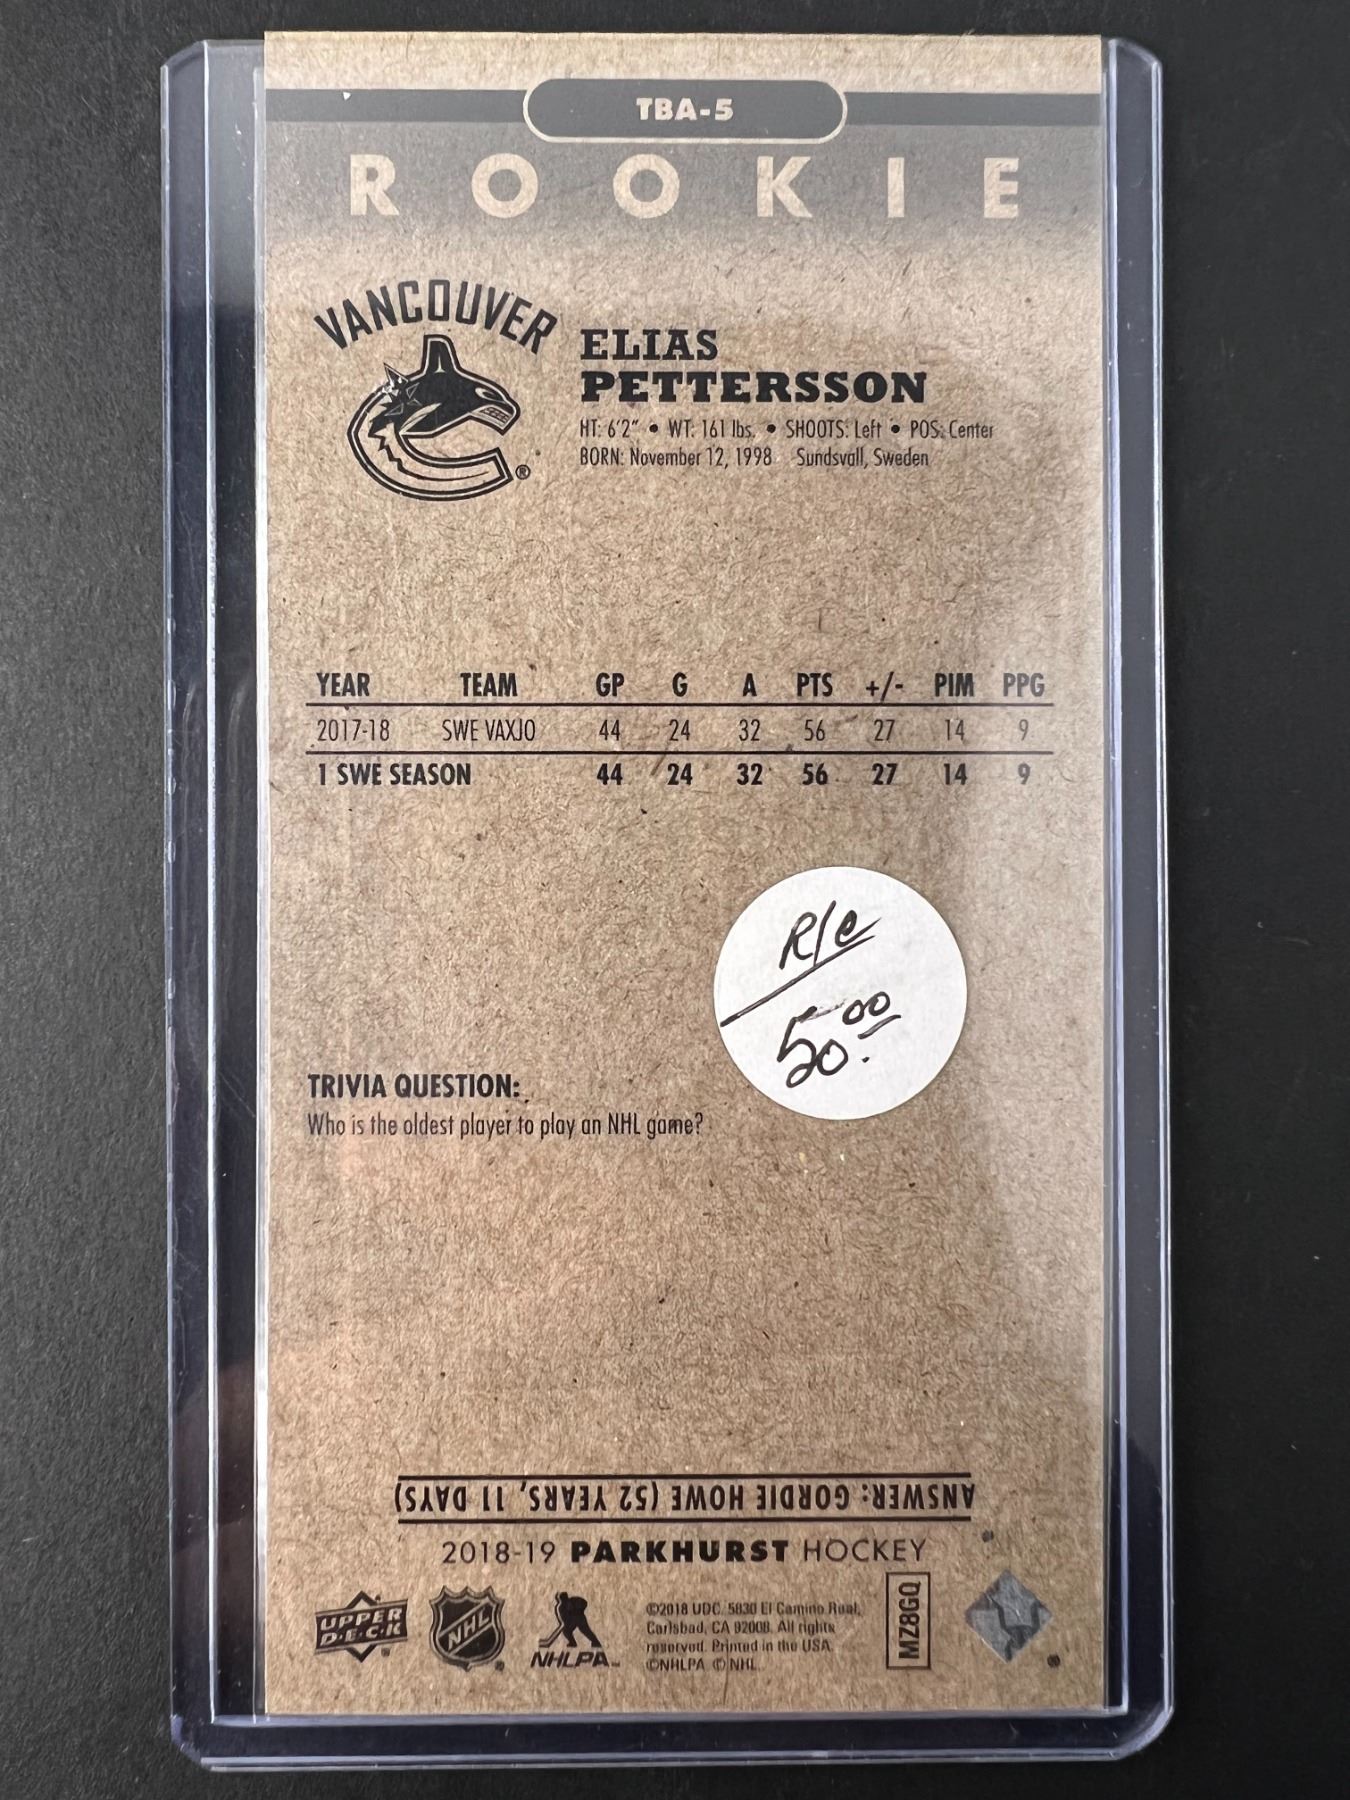 TBA-5
ROOKIE
VANCOUVER
®
ELIAS
PETTERSSON
HT: 6'2" • WT: 161 lbs. • SHOOTS: Left • POS: Center
BORN: November 12, 1998 Sundsvall, Sweden
YEAR TEAM GP G A PTS +/- PIM PPG
2017-18 SWE VAXJO 44 24 32 56 27 14 9
1 SWE SEASON 44 24 32 56 27 14 9
R/C
50.00
TRIVIA QUESTION:
Who is the oldest player to play an NHL game?
ANSWER: GORDIE HOWE (52 YEARS, 11 DAYS)
2018-19 PARKHURST HOCKEY
UPPER
DECK
NHL
NHLPA
©2018 UDC. 5830 El Camino Real,
Carlsbad, CA 92008. All rights
reserved. Printed in the USA.
©NHLPA © NHL.
MZ8GQ